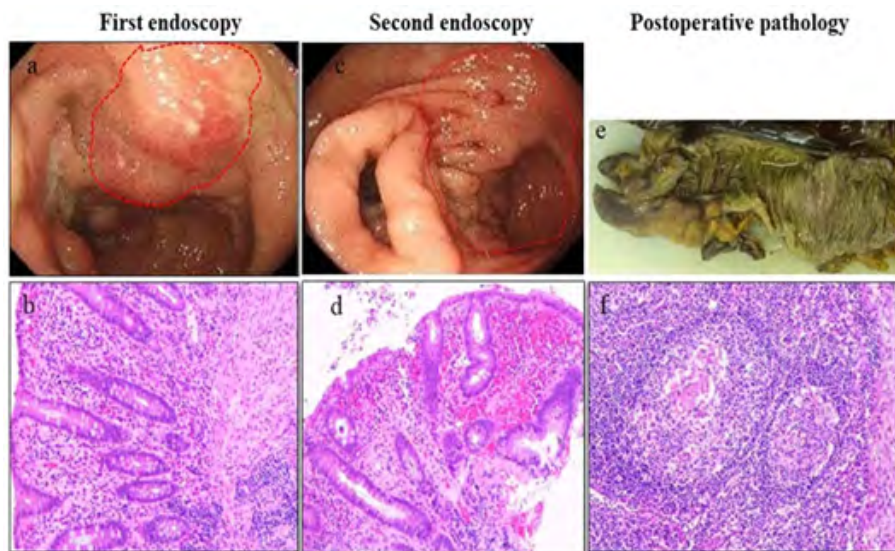 First endoscopy
Second endoscopy
Postoperative pathology
a
c
e
b
d
f